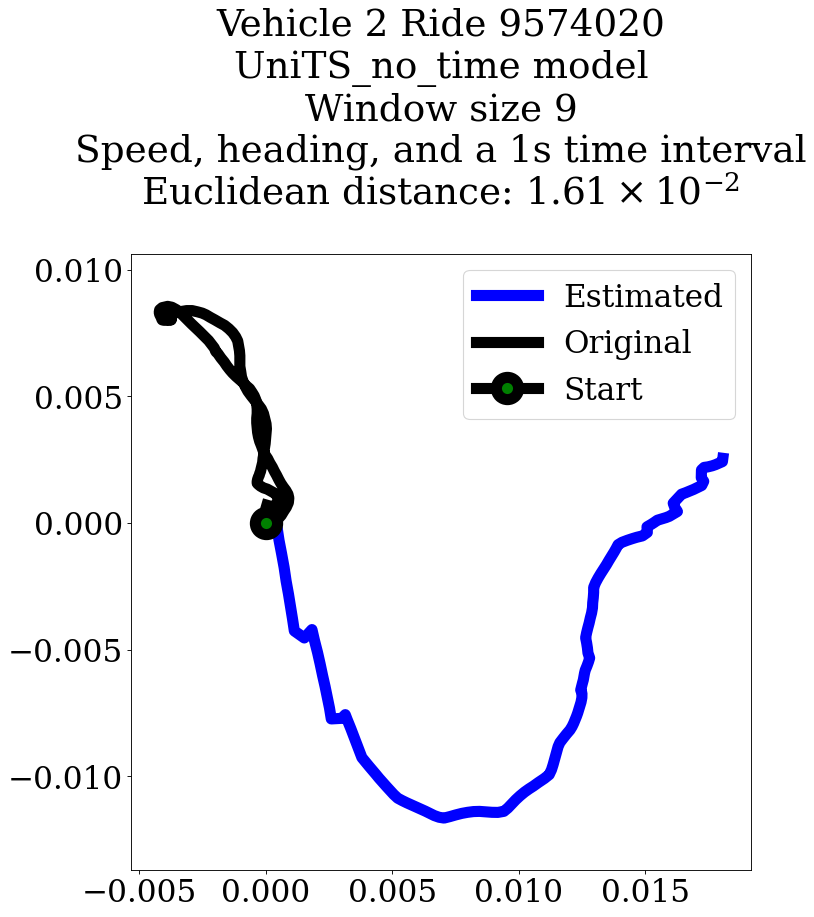 Vehicle 2 Ride 9574020
UniTS_no_time model
Window size 9
Speed, heading, and a 1s time interval
Euclidean distance: 1.61 × 10⁻²
0.010
0.005
0.000
−0.005
−0.010
Estimated
Original
Start
−0.005 0.000 0.005 0.010 0.015